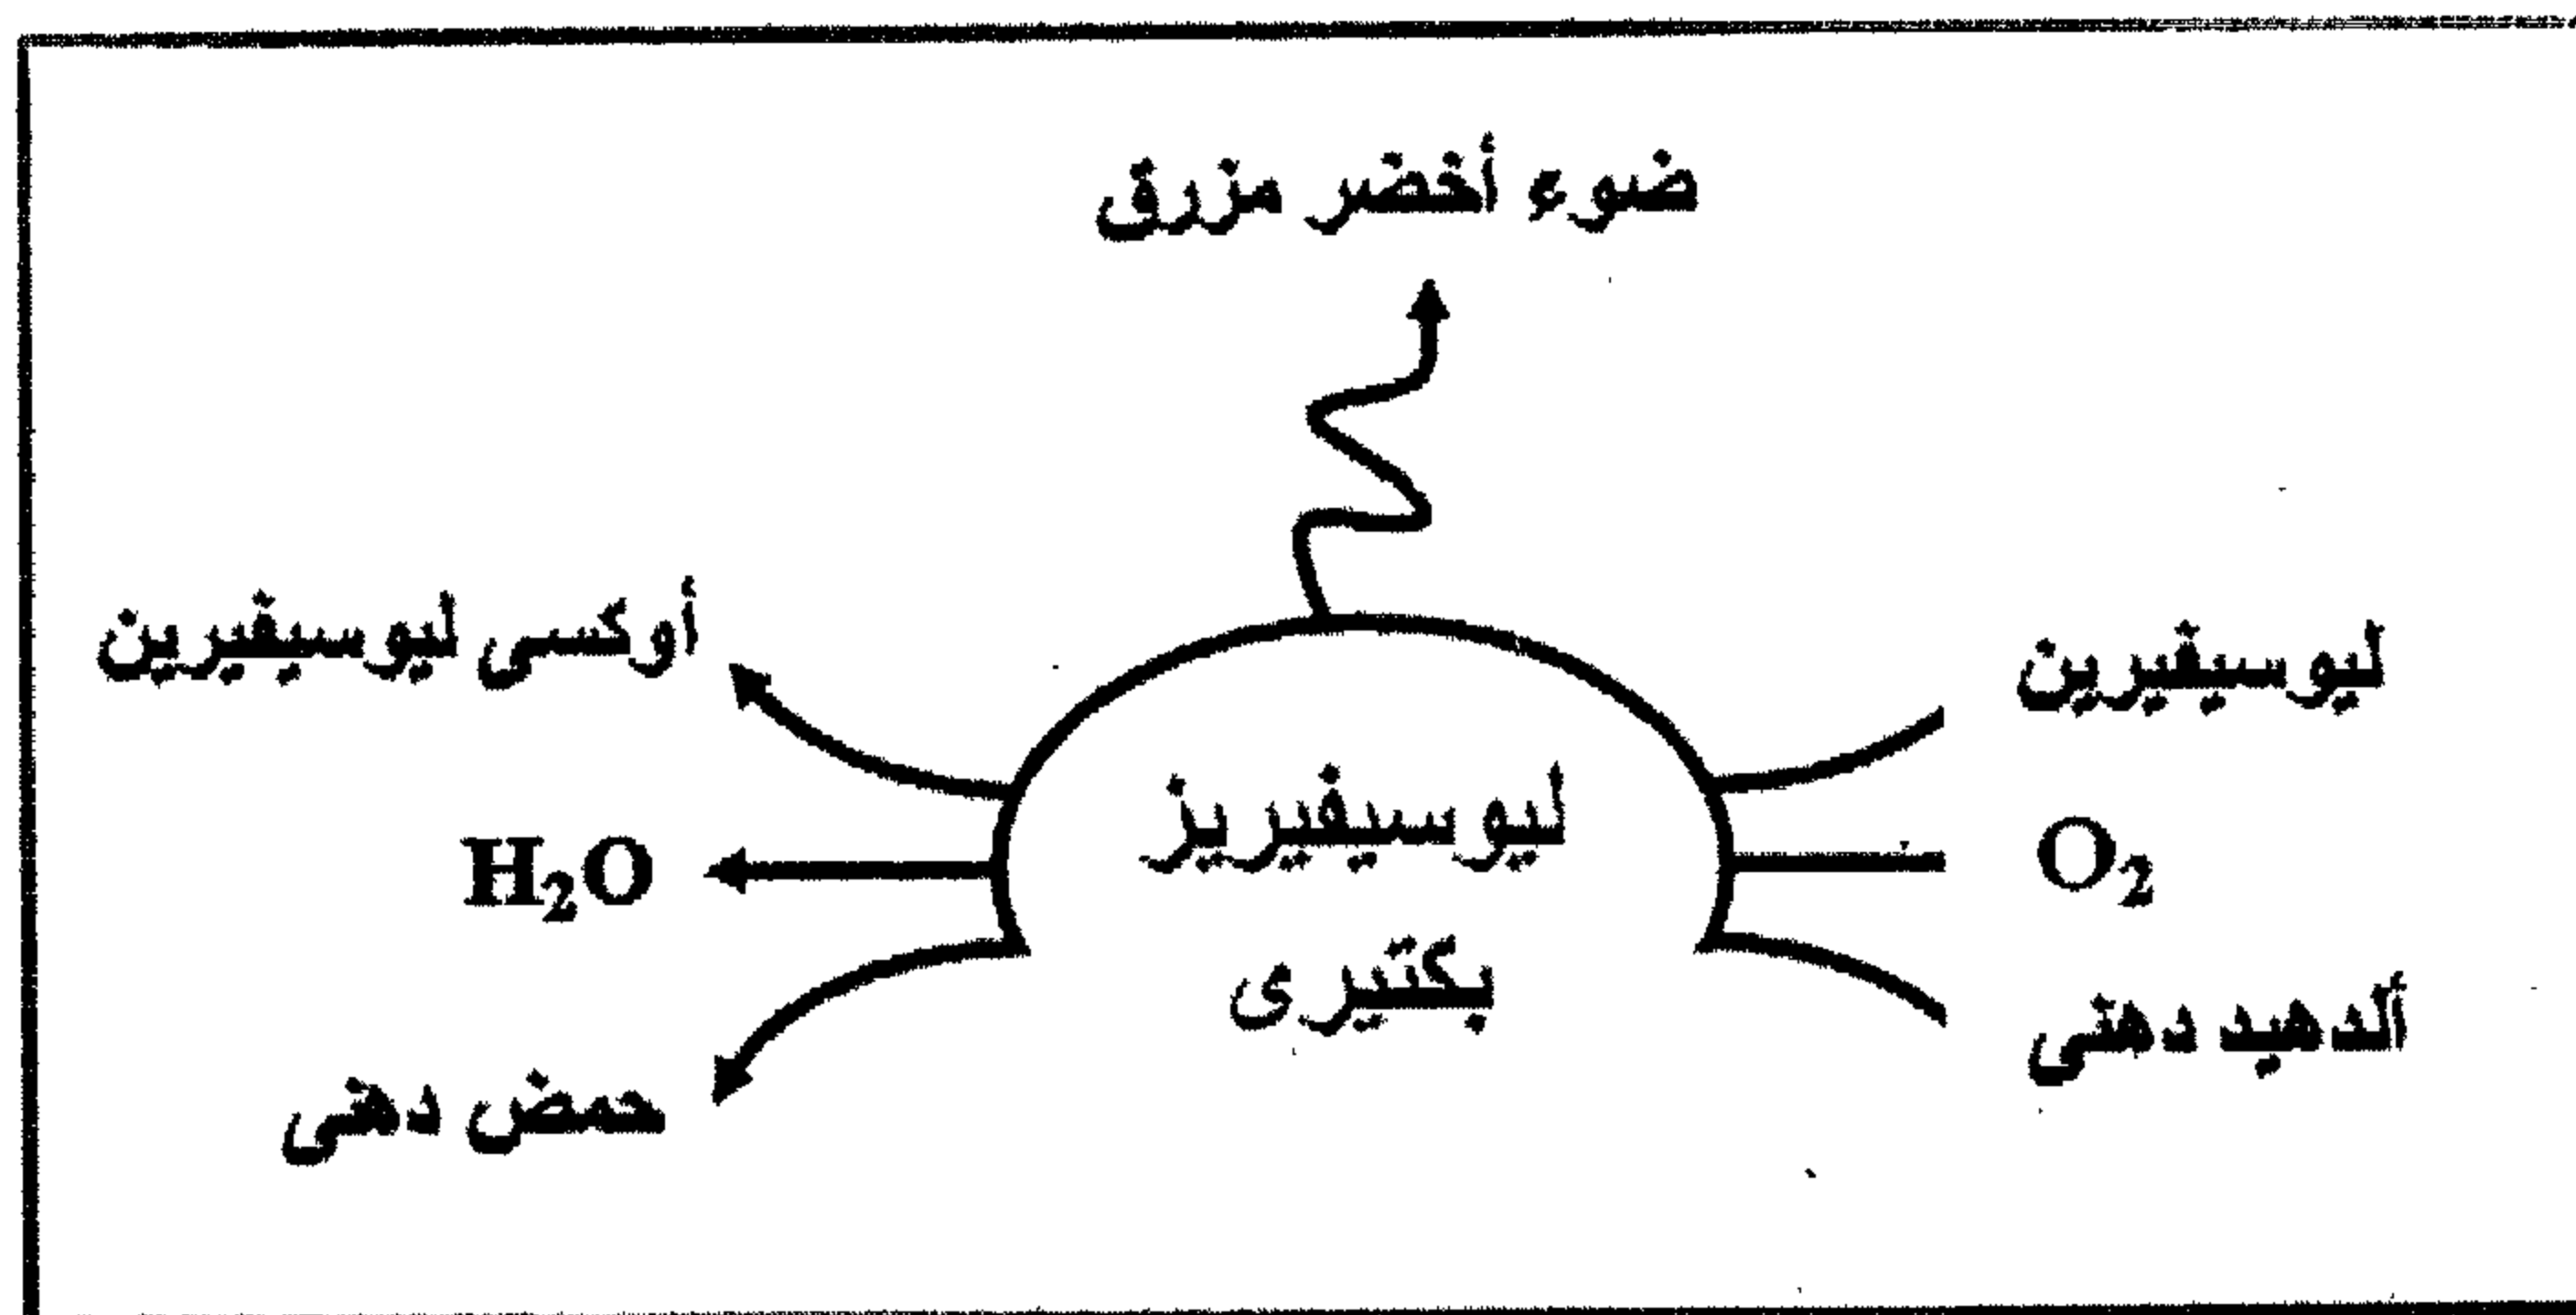 ضوء أخضر مزرق
ليوسيفيرين
أوكسى ليوسيفيرين
ليوسيفيريز
بكتيرى
O₂
H₂O
ألدهيد دهنى
حمض دهنى